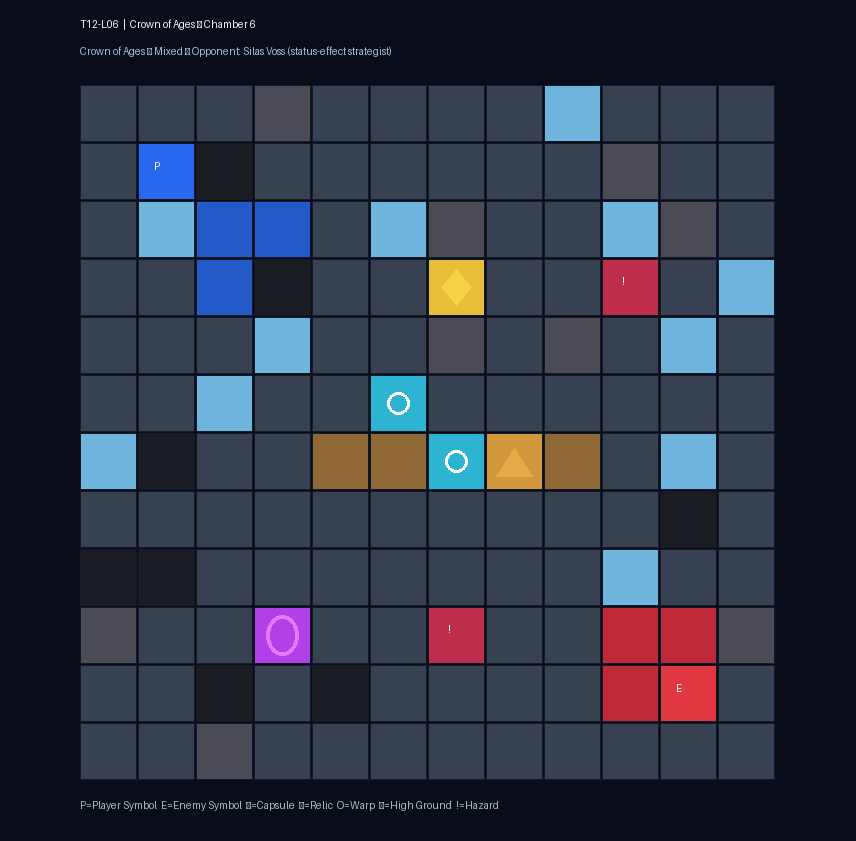 T12-L06 | Crown of Ages▯Chamber 6
Crown of Ages ▯ Mixed ▯ Opponent: Silas Voss (status-effect strategist)
P
!
!
E
P=Player Symbol E=Enemy Symbol ▯=Capsule ▯=Relic O=Warp ▯=High Ground !=Hazard